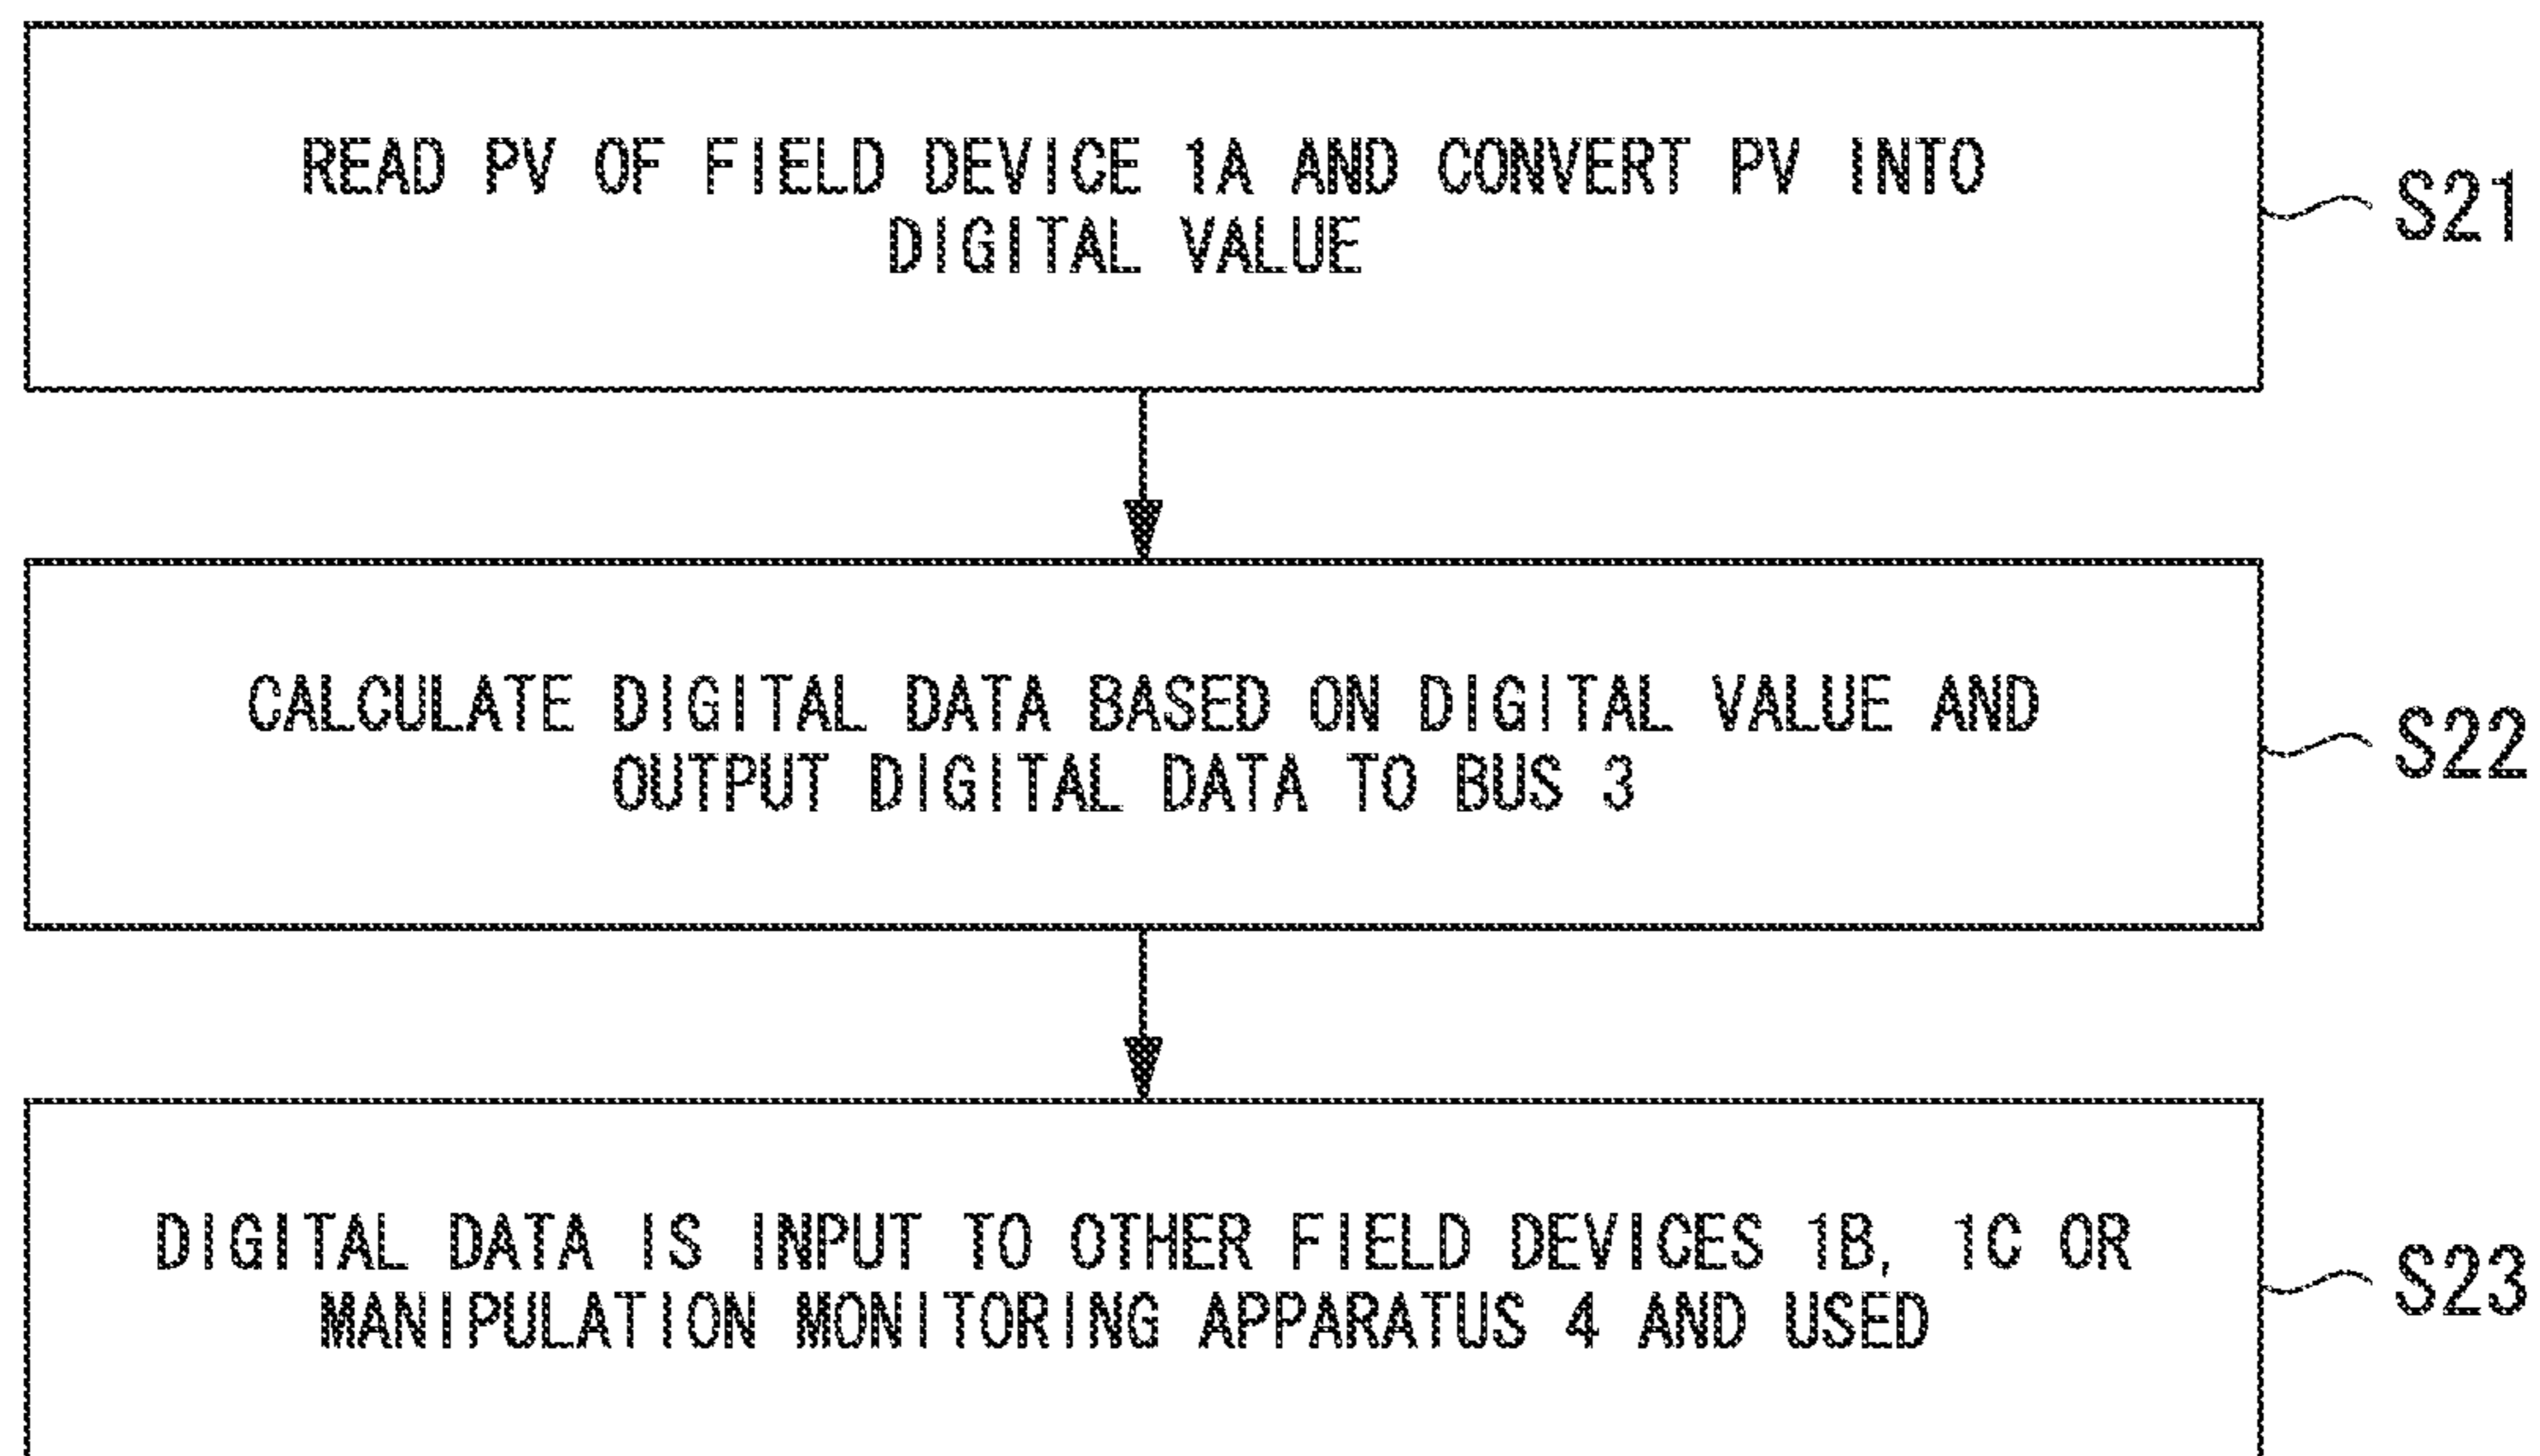 READ PV OF FIELD DEVICE 1A AND CONVERT PV INTO
DIGITAL VALUE
S21
CALCULATE DIGITAL DATA BASED ON DIGITAL VALUE AND
OUTPUT DIGITAL DATA TO BUS 3
S22
DIGITAL DATA IS INPUT TO OTHER FIELD DEVICES 1B, 1C OR
MANIPULATION MONITORING APPARATUS 4 AND USED
S23